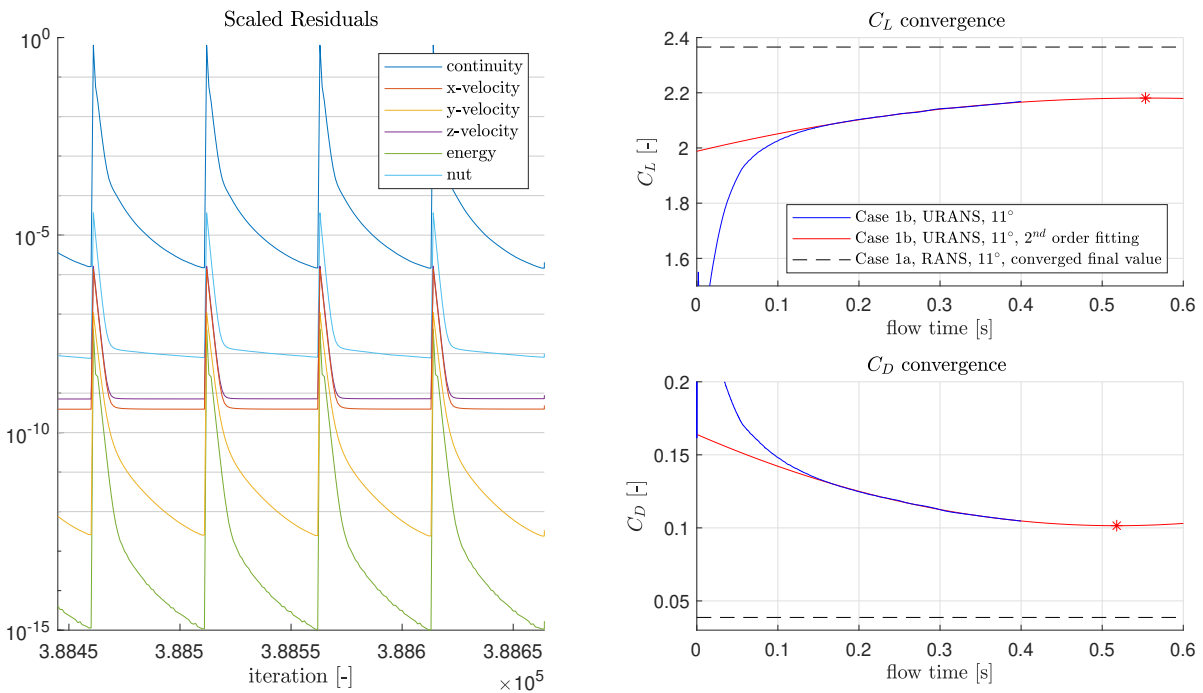 Scaled Residuals
10^0
10^-5
10^-10
10^-15
continuity
x-velocity
y-velocity
z-velocity
energy
nut
3.8845
3.885
3.8855
3.886
3.8865
iteration [-]
× 10^5
C_L convergence
C_L [-]
2.4
2.2
2
1.8
1.6
Case 1b, URANS, 11°
Case 1b, URANS, 11°, 2^nd order fitting
Case 1a, RANS, 11°, converged final value
0
0.1
0.2
0.3
0.4
0.5
0.6
flow time [s]
C_D convergence
C_D [-]
0.2
0.15
0.1
0.05
0
0.1
0.2
0.3
0.4
0.5
0.6
flow time [s]